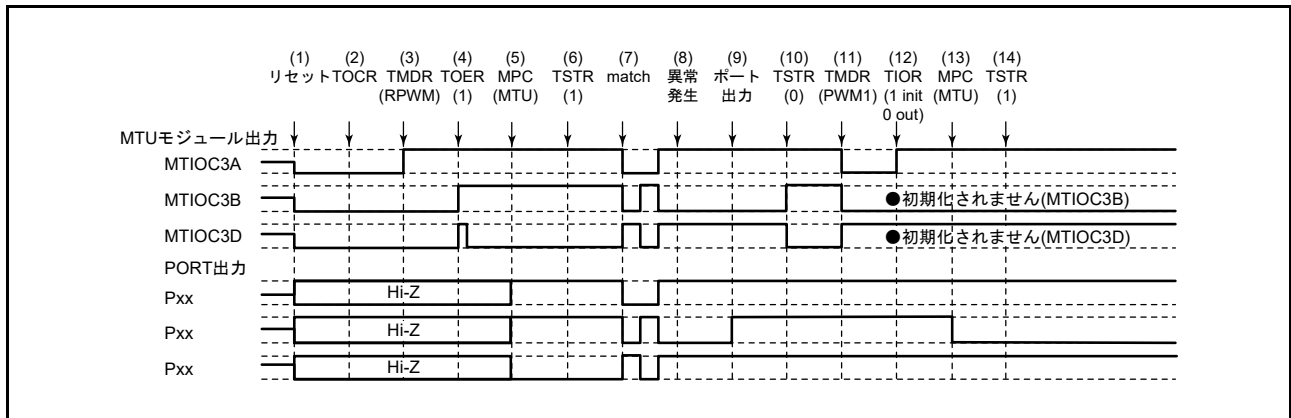 (1) (2) (3) (4) (5) (6) (7) (8) (9) (10) (11) (12) (13) (14)
リセット TOCR TMDR TOER MPC TSTR match 異常 ポート TSTR TMDR TIOR MPC TSTR
(RPWM) (1) (MTU) (1) 発生 出力 (0) (PWM1) (1 init (MTU) (1)
0 out)
MTUモジュール出力
MTIOC3A
MTIOC3B ●初期化されません(MTIOC3B)
MTIOC3D ●初期化されません(MTIOC3D)
PORT出力
Pxx Hi-Z
Pxx Hi-Z
Pxx Hi-Z